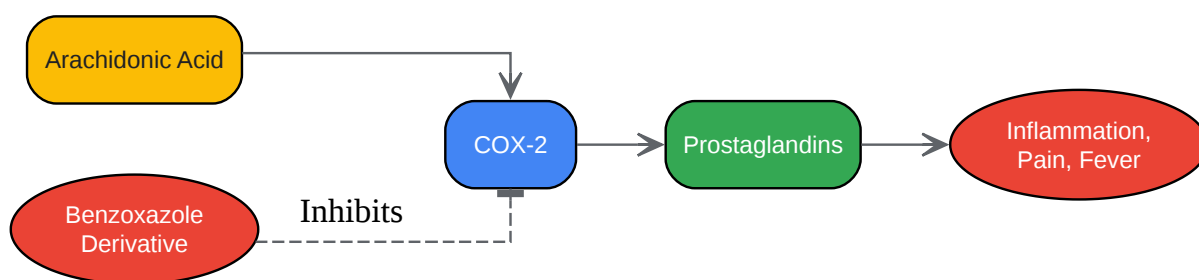 Arachidonic Acid
COX-2
Prostaglandins
Inflammation,
Pain, Fever
Benzoxazole
Derivative
Inhibits